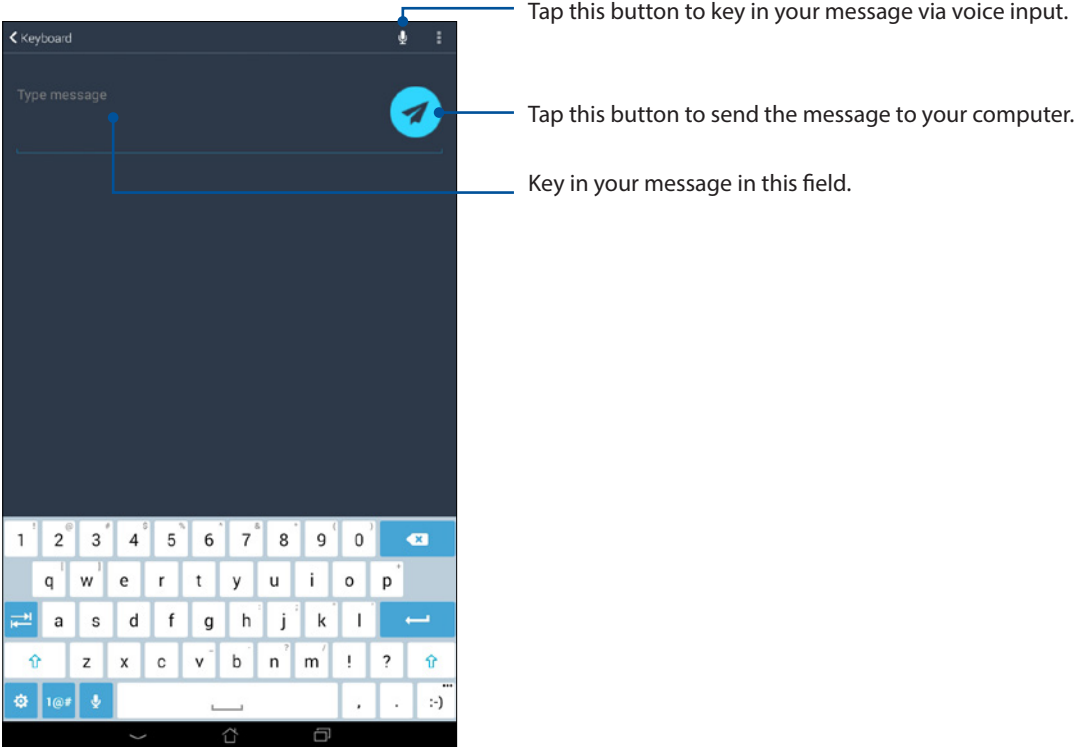 Tap this button to key in your message via voice input.
Keyboard
Type message
Tap this button to send the message to your computer.
Key in your message in this field.
1 2 3 4 5 6 7 8 9 0
q w e r t y u i o p
a s d f g h j k l
z x c v b n m ! ?
1@# , . :-)